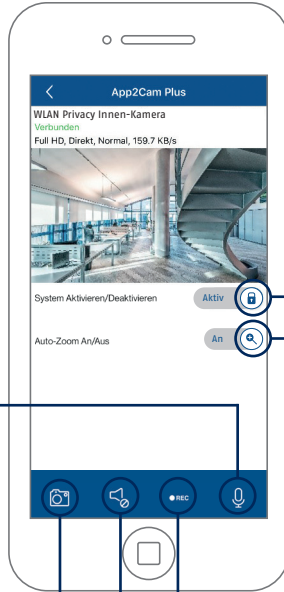 App2Cam Plus
WLAN Privacy Innen-Kamera
Verbunden
Full HD, Direkt, Normal, 159.7 KB/s
System Aktivieren/Deaktivieren Aktiv
Auto-Zoom An/Aus An
REC